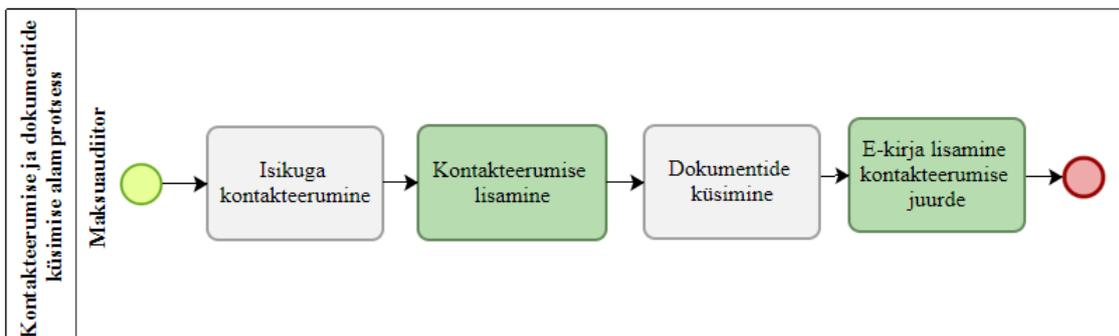 Kontakteerumise ja dokumentide
küsimise alamprotsess
Maksuaudiitor
Isikuga
kontakteerumine
Kontakteerumise
lisamine
Dokumentide
küsimine
E-kirja lisamine
kontakteerumise
juurde